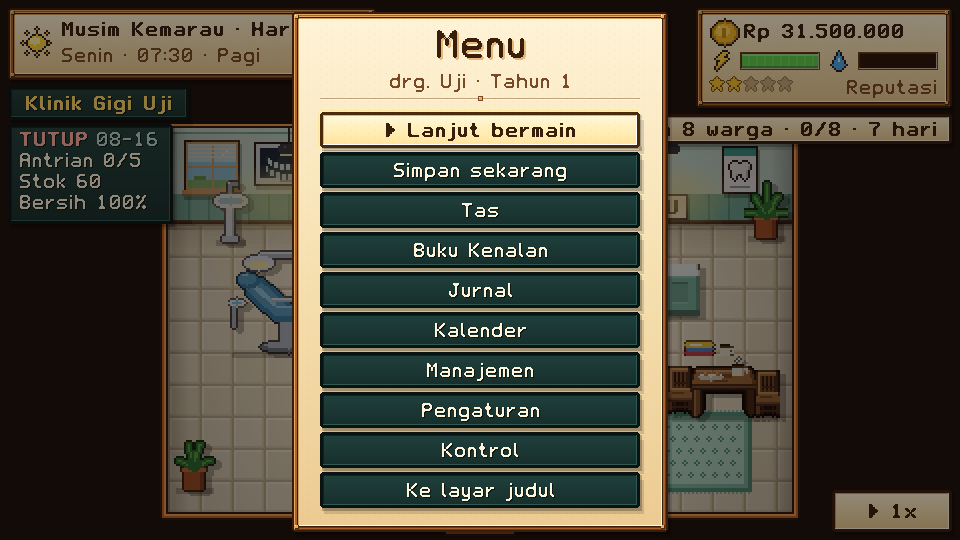 Musim Kemarau · Har
Senin · 07:30 · Pagi
Klinik Gigi Uji
TUTUP 08-16
Antrian 0/5
Stok 60
Bersih 100%
Menu
drg. Uji · Tahun 1
Lanjut bermain
Simpan sekarang
Tas
Buku Kenalan
Jurnal
Kalender
Manajemen
Pengaturan
Kontrol
Ke layar judul
Rp 31.500.000
Reputasi
8 warga · 0/8 · 7 hari
1x